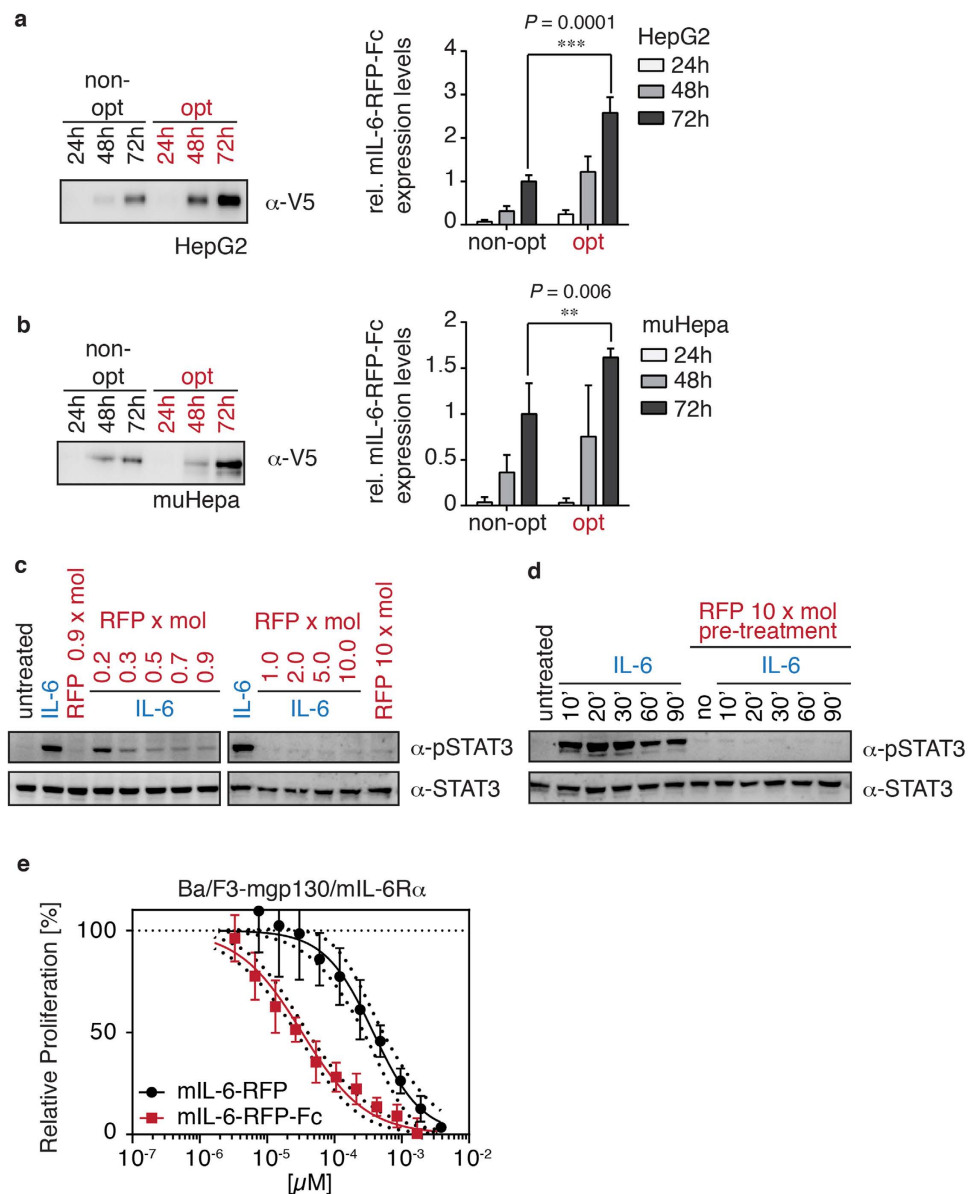 a
non-
opt
opt
24h
48h
72h
24h
48h
72h
α-V5
HepG2
rel. mIL-6-RFP-Fc
expression levels
4
3
2
1
0
non-opt
opt
P = 0.0001
***
HepG2
24h
48h
72h
b
non-
opt
opt
24h
48h
72h
24h
48h
72h
α-V5
muHepa
rel. mIL-6-RFP-Fc
expression levels
2
1.5
1
0.5
0
non-opt
opt
P = 0.006
**
muHepa
24h
48h
72h
c
untreated
IL-6
RFP 0.9 x mol
RFP x mol
0.2
0.3
0.5
0.7
0.9
IL-6
IL-6
RFP x mol
1.0
2.0
5.0
10.0
IL-6
RFP 10 x mol
α-pSTAT3
α-STAT3
d
untreated
IL-6
10'
20'
30'
60'
90'
RFP 10 x mol
pre-treatment
IL-6
no
10'
20'
30'
60'
90'
α-pSTAT3
α-STAT3
e
Ba/F3-mgp130/mIL-6Rα
Relative Proliferation [%]
100
50
0
mIL-6-RFP
mIL-6-RFP-Fc
10-7
10-6
10-5
10-4
10-3
10-2
[µM]